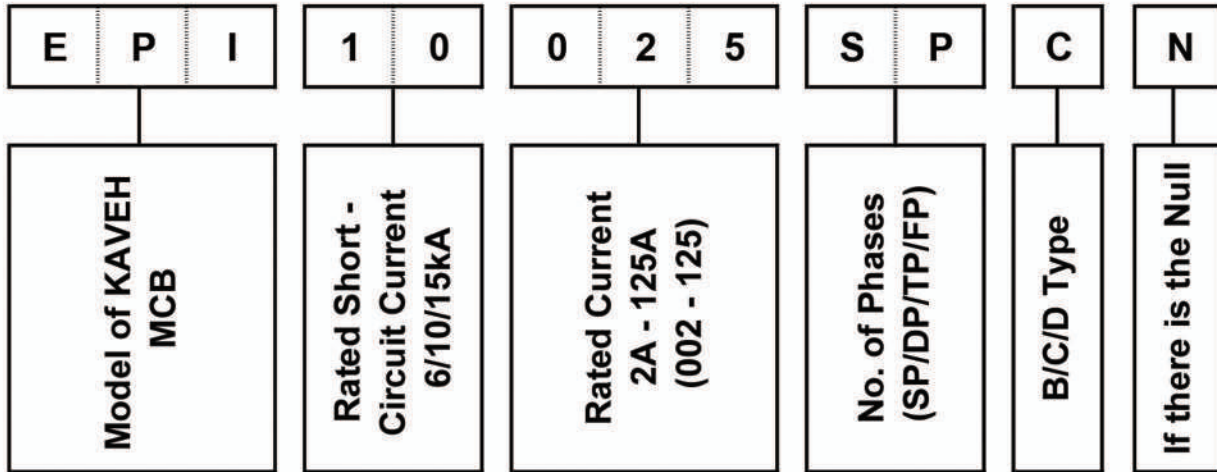 E P I 1 0 0 2 5 S P C N
Model of KAVEH
MCB
Rated Short -
Circuit Current
6/10/15kA
Rated Current
2A - 125A
(002 - 125)
No. of Phases
(SP/DP/TP/FP)
B/C/D Type
If there is the Null